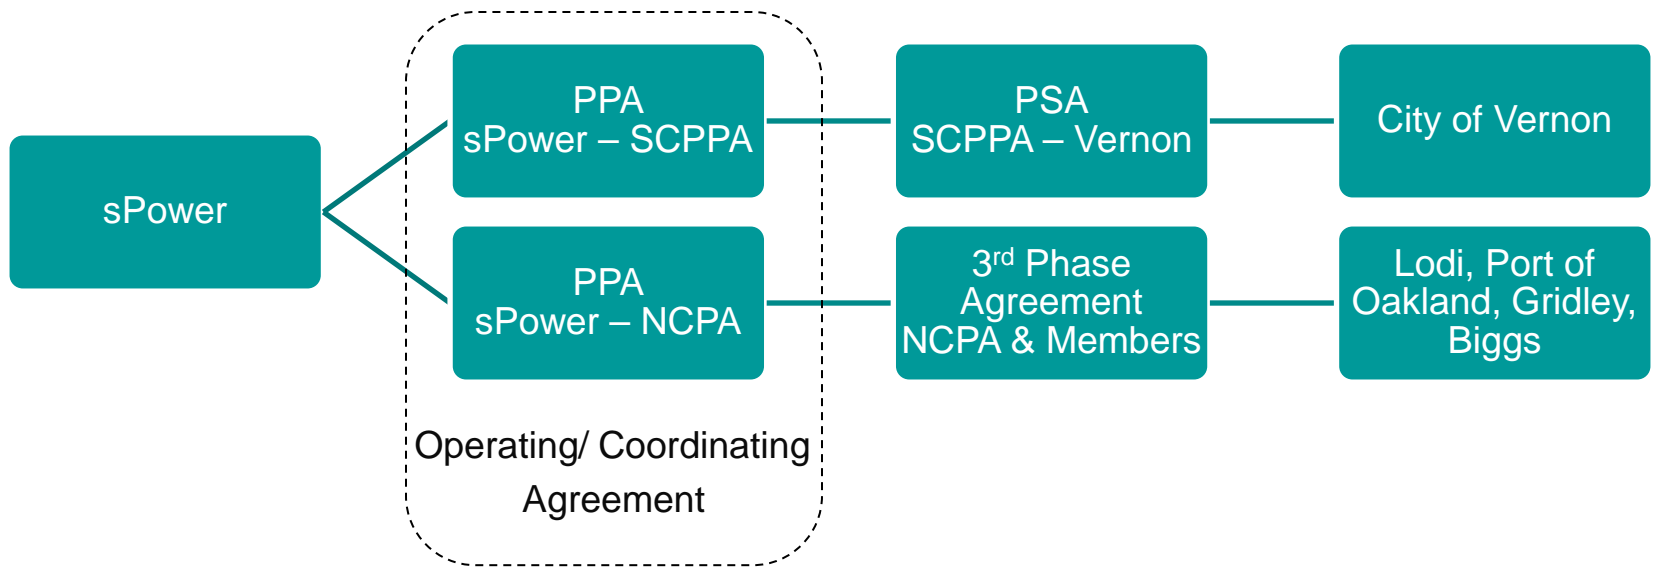 sPower
PPA
sPower – SCPPA
PSA
SCPPA – Vernon
City of Vernon
PPA
sPower – NCPA
3rd Phase
Agreement
NCPA & Members
Lodi, Port of
Oakland, Gridley,
Biggs
Operating/ Coordinating
Agreement